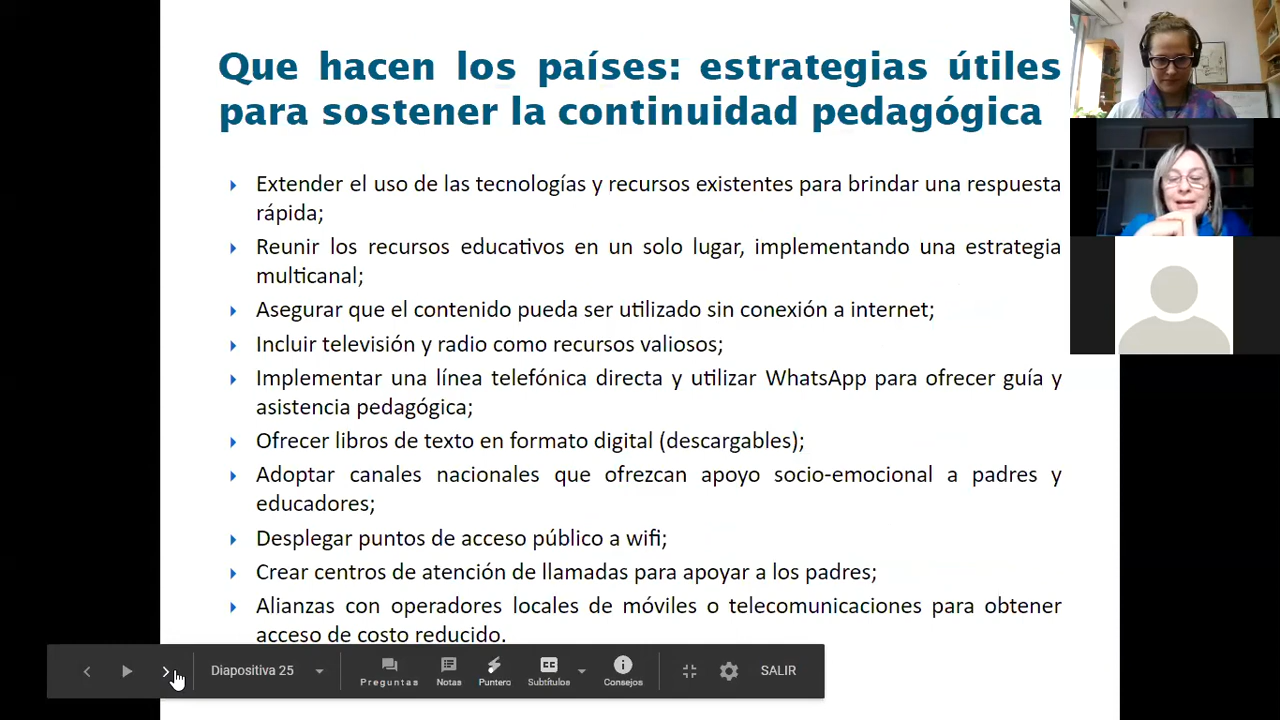 Que hacen los países: estrategias útiles
para sostener la continuidad pedagógica
Extender el uso de las tecnologías y recursos existentes para brindar una respuesta
rápida;
Reunir los recursos educativos en un solo lugar, implementando una estrategia
multicanal;
Asegurar que el contenido pueda ser utilizado sin conexión a internet;
Incluir televisión y radio como recursos valiosos;
Implementar una línea telefónica directa y utilizar WhatsApp para ofrecer guía y
asistencia pedagógica;
Ofrecer libros de texto en formato digital (descargables);
Adoptar canales nacionales que ofrezcan apoyo socio-emocional a padres y
educadores;
Desplegar puntos de acceso público a wifi;
Crear centros de atención de llamadas para apoyar a los padres;
Alianzas con operadores locales de móviles o telecomunicaciones para obtener
acceso de costo reducido.
Diapositiva 25
Preguntas
Notas
Puntero
CC
Subtítulos
Consejos
SALIR